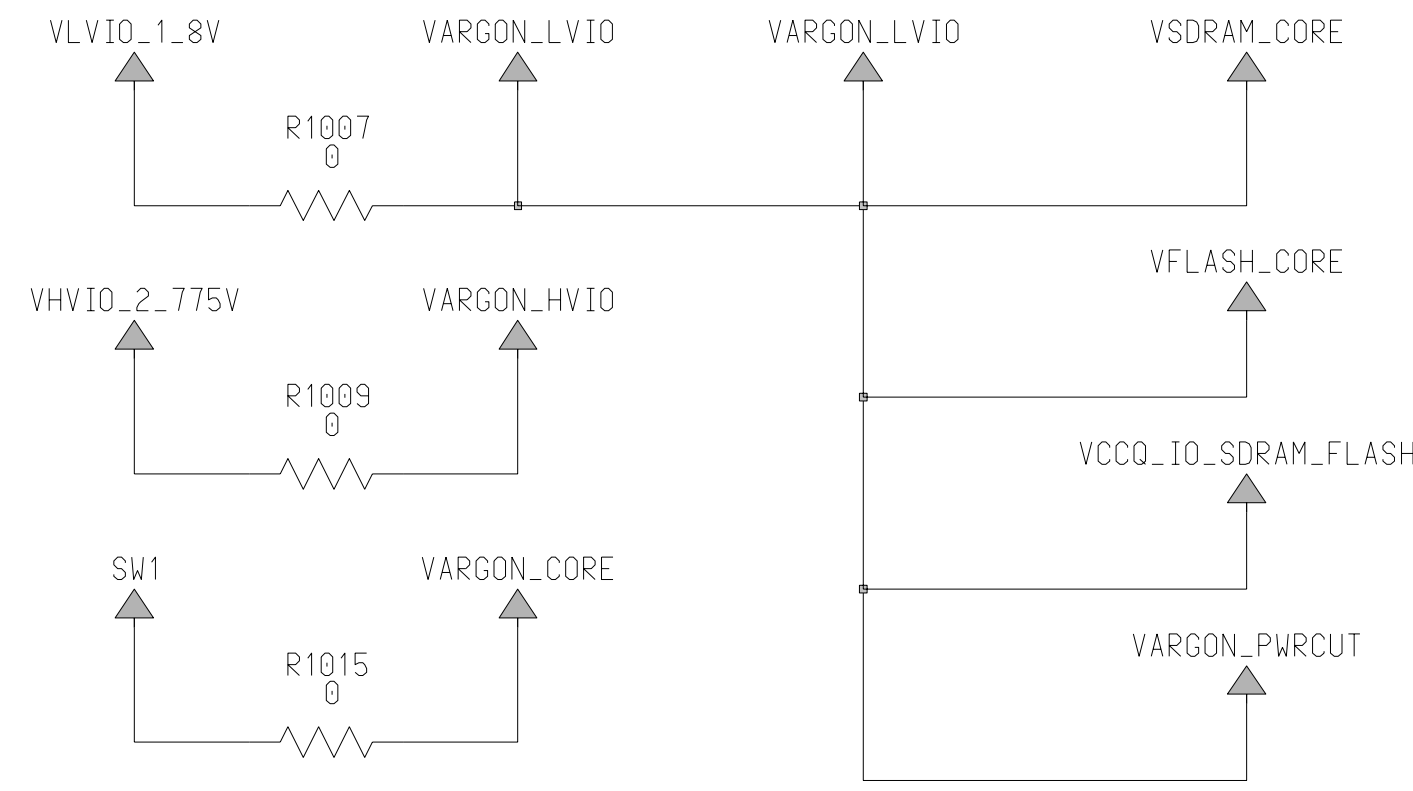 VLVIO_1_8V
VARGON_LVIO
VARGON_LVIO
VSDRAM_CORE
R1007
0
VFLASH_CORE
VHVIO_2_775V
VARGON_HVIO
R1009
0
VCCQ_IO_SDRAM_FLASH
SW1
VARGON_CORE
R1015
0
VARGON_PWRCUT